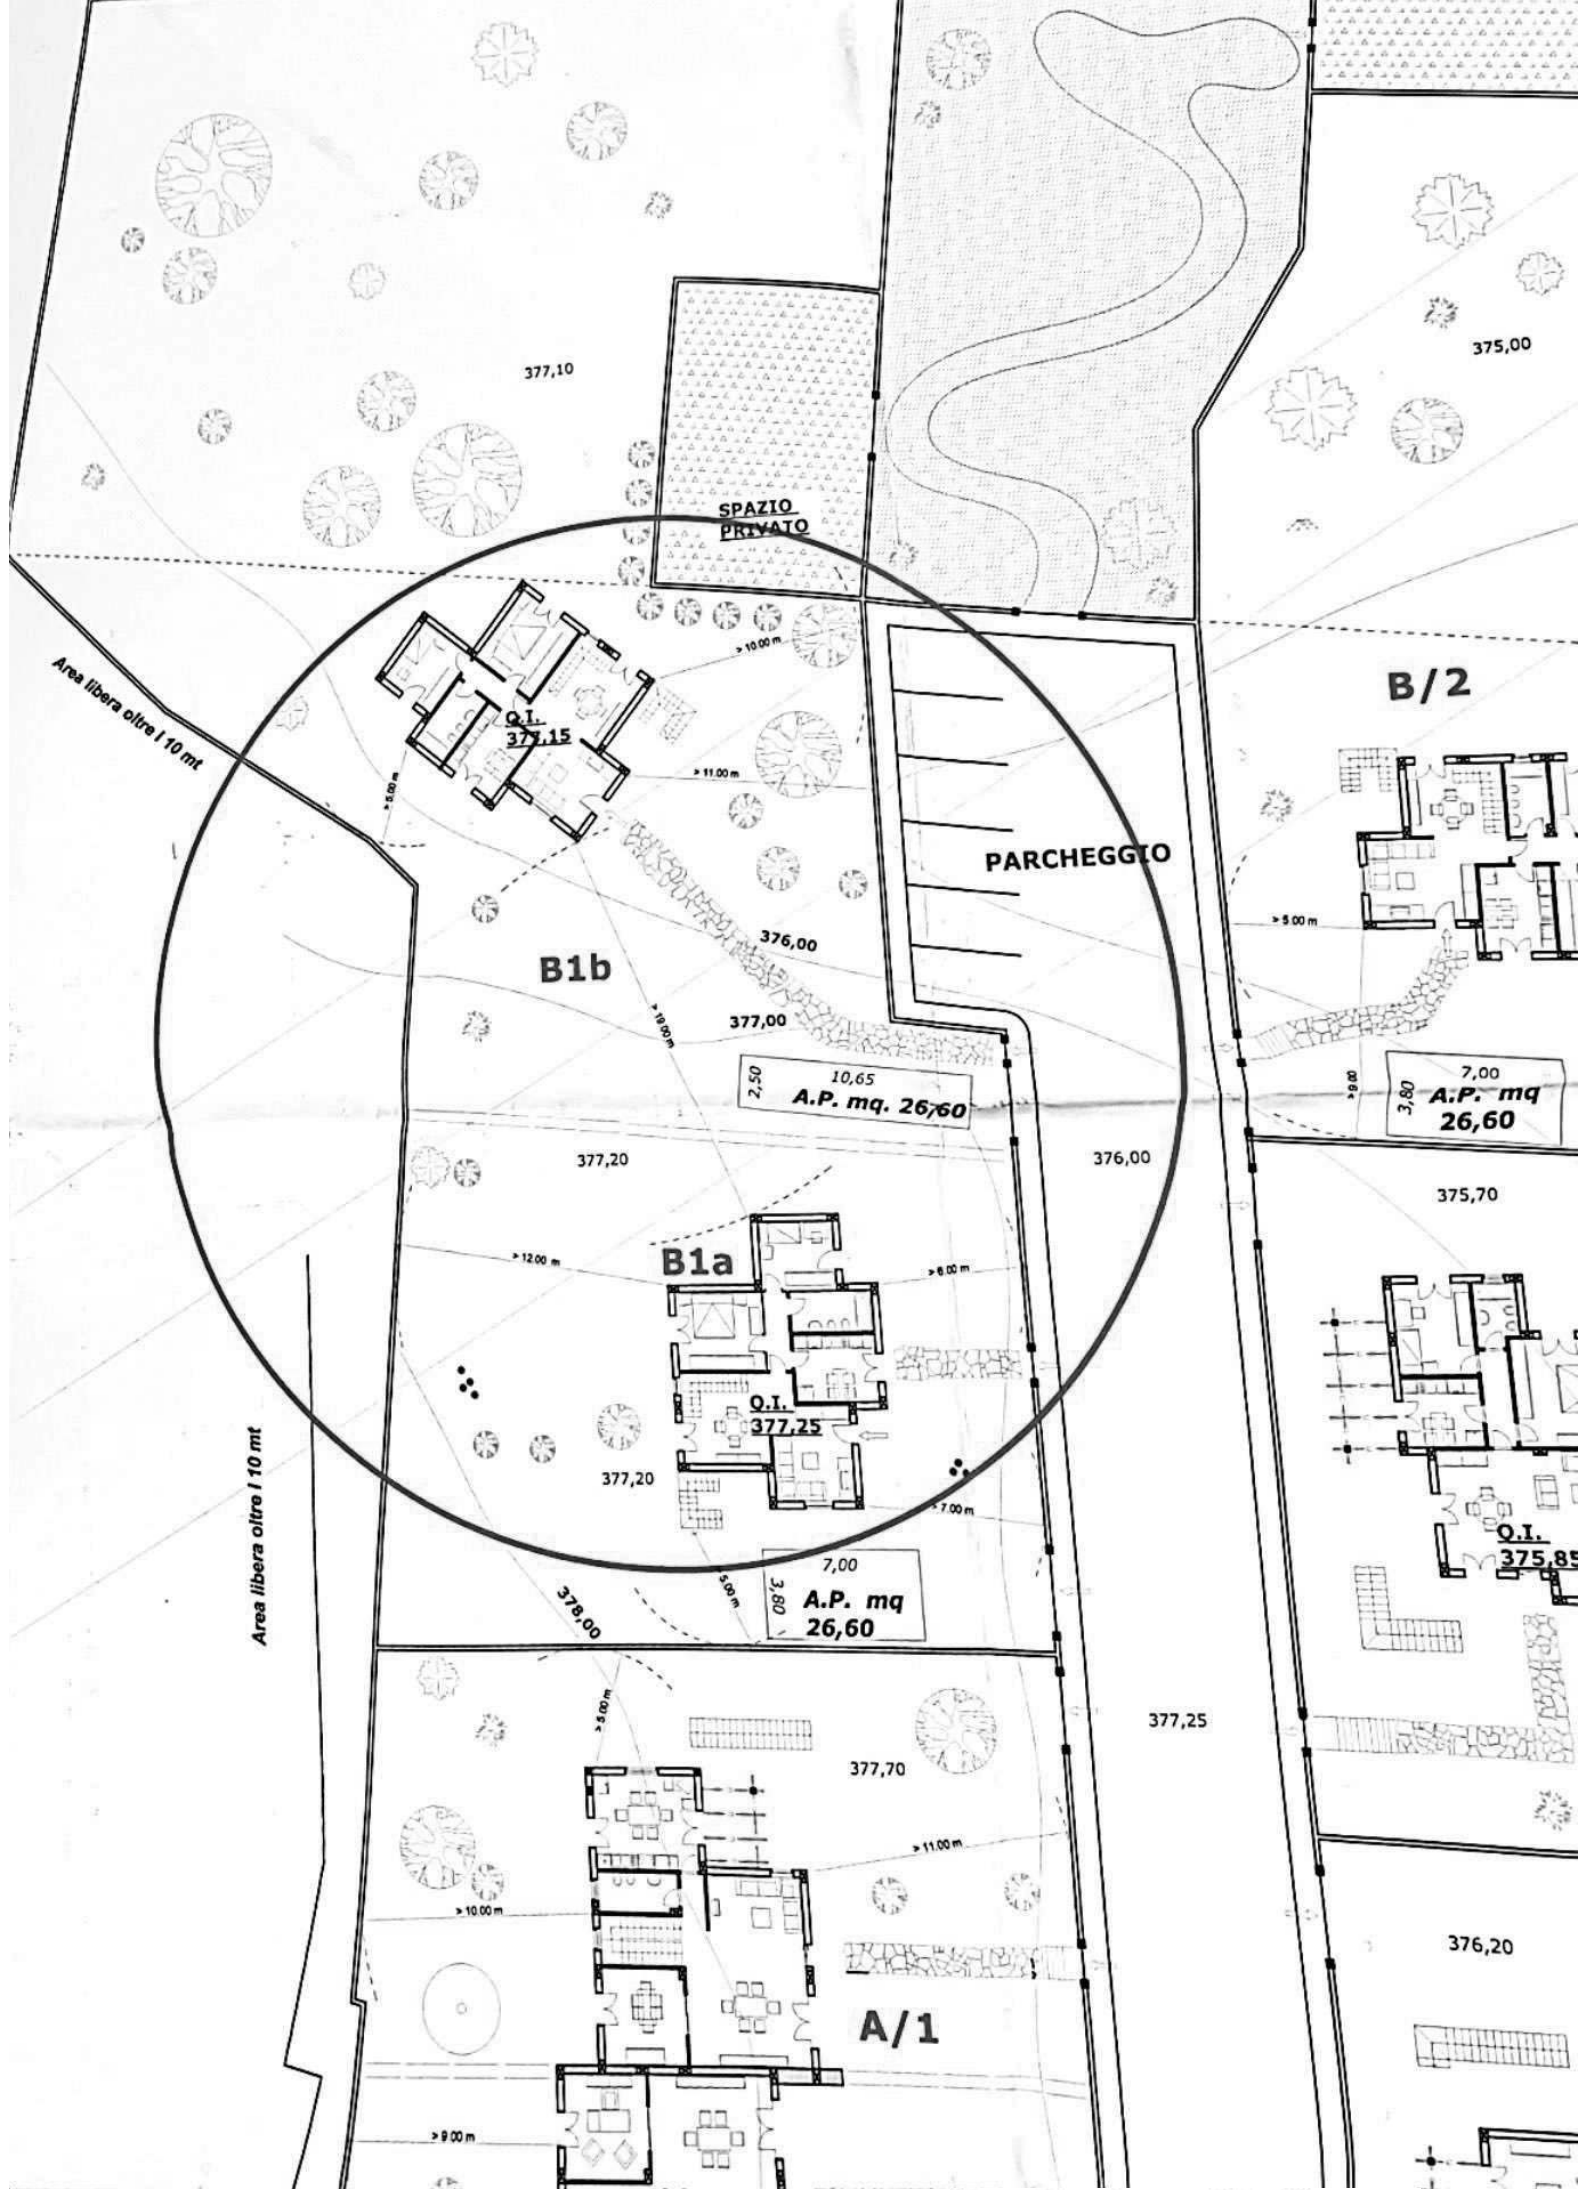 377,10
375,00
SPAZIO
PRIVATO
Area libera oltre I 10 mt
> 10.00 m
B/2
Q.I.
377,15
> 5.00 m
> 11.00 m
PARCHEGGIO
> 5.00 m
376,00
B1b
> 19.00 m
377,00
2,50
10,65
A.P. mq. 26,60
> 9.00
3,80
7,00
A.P. mq
26,60
377,20
376,00
375,70
> 12.00 m
B1a
> 6.00 m
Q.I.
377,25
377,20
> 7.00 m
Area libera oltre I 10 mt
Q.I.
375,85
378,00
> 5.00 m
3,80
7,00
A.P. mq
26,60
> 5.00 m
377,70
377,25
> 11.00 m
> 10.00 m
376,20
A/1
> 9.00 m